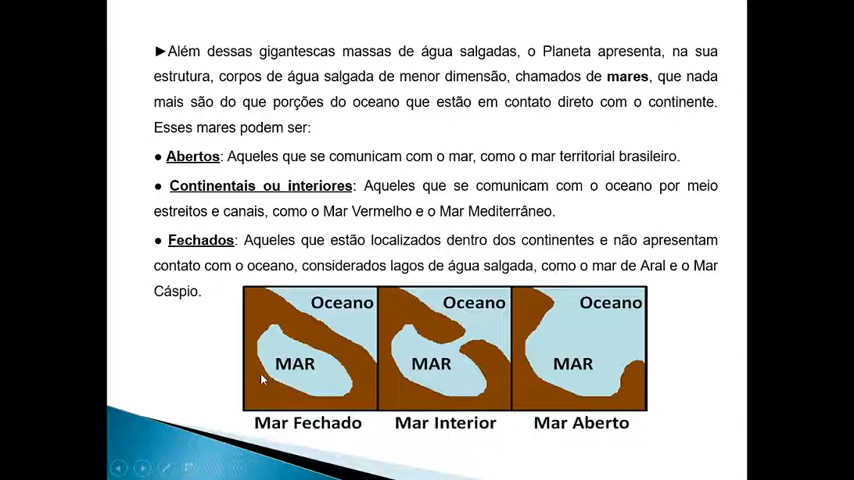 ►Além dessas gigantescas massas de água salgadas, o Planeta apresenta, na sua
estrutura, corpos de água salgada de menor dimensão, chamados de mares, que nada
mais são do que porções do oceano que estão em contato direto com o continente.
Esses mares podem ser:
● Abertos: Aqueles que se comunicam com o mar, como o mar territorial brasileiro.
● Continentais ou interiores: Aqueles que se comunicam com o oceano por meio
estreitos e canais, como o Mar Vermelho e o Mar Mediterrâneo.
● Fechados: Aqueles que estão localizados dentro dos continentes e não apresentam
contato com o oceano, considerados lagos de água salgada, como o mar de Aral e o Mar
Cáspio.
Oceano
MAR
Mar Fechado
Oceano
MAR
Mar Interior
Oceano
MAR
Mar Aberto